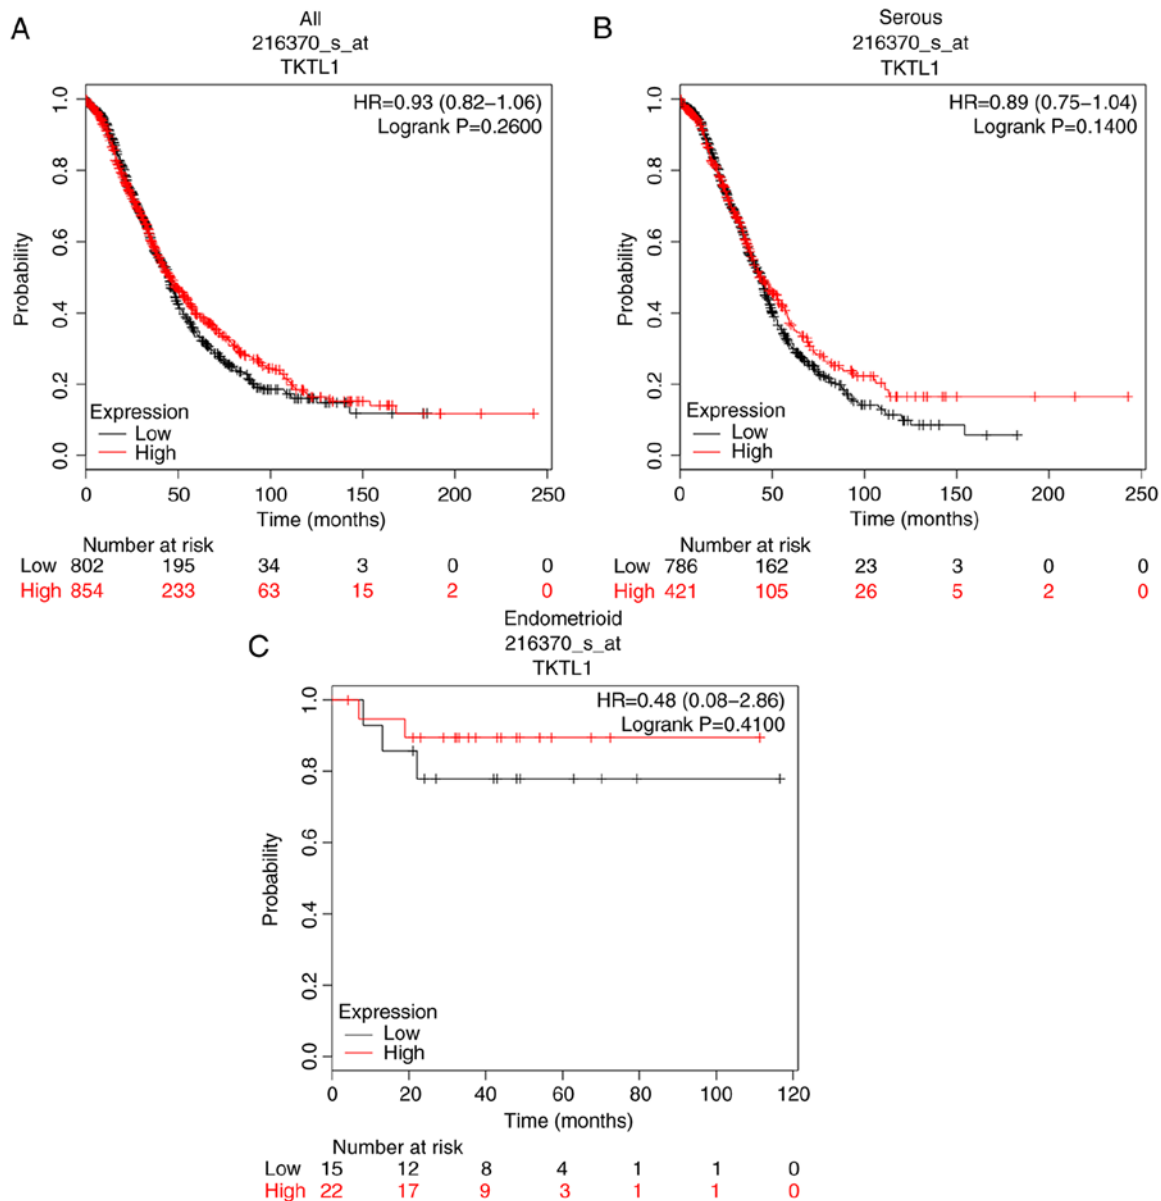 A
All
216370_s_at
TKTL1
HR=0.93 (0.82–1.06)
Logrank P=0.2600
Probability
1.0
0.8
0.6
0.4
0.2
0.0
Expression
Low
High
0 50 100 150 200 250
Time (months)
Number at risk
Low 802 195 34 3 0 0
High 854 233 63 15 2 0
B
Serous
216370_s_at
TKTL1
HR=0.89 (0.75–1.04)
Logrank P=0.1400
Probability
1.0
0.8
0.6
0.4
0.2
0.0
Expression
Low
High
0 50 100 150 200 250
Time (months)
Number at risk
Low 786 162 23 3 0 0
High 421 105 26 5 2 0
C
Endometrioid
216370_s_at
TKTL1
HR=0.48 (0.08–2.86)
Logrank P=0.4100
Probability
1.0
0.8
0.6
0.4
0.2
0.0
Expression
Low
High
0 20 40 60 80 100 120
Time (months)
Number at risk
Low 15 12 8 4 1 1 0
High 22 17 9 3 1 1 0